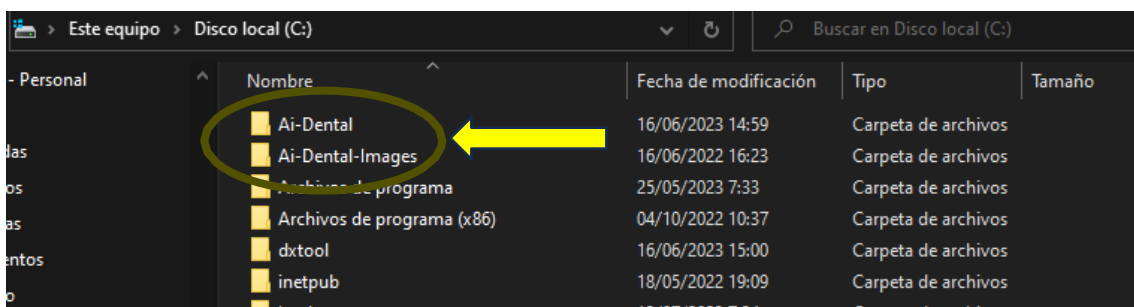 Este equipo > Disco local (C:) Buscar en Disco local (C:)
- Personal Nombre Fecha de modificación Tipo Tamaño
Ai-Dental 16/06/2023 14:59 Carpeta de archivos
das Ai-Dental-Images 16/06/2022 16:23 Carpeta de archivos
os Archivos de programa 25/05/2023 7:33 Carpeta de archivos
as Archivos de programa (x86) 04/10/2022 10:37 Carpeta de archivos
entos dxtool 16/06/2023 15:00 Carpeta de archivos
o inetpub 18/05/2022 19:09 Carpeta de archivos